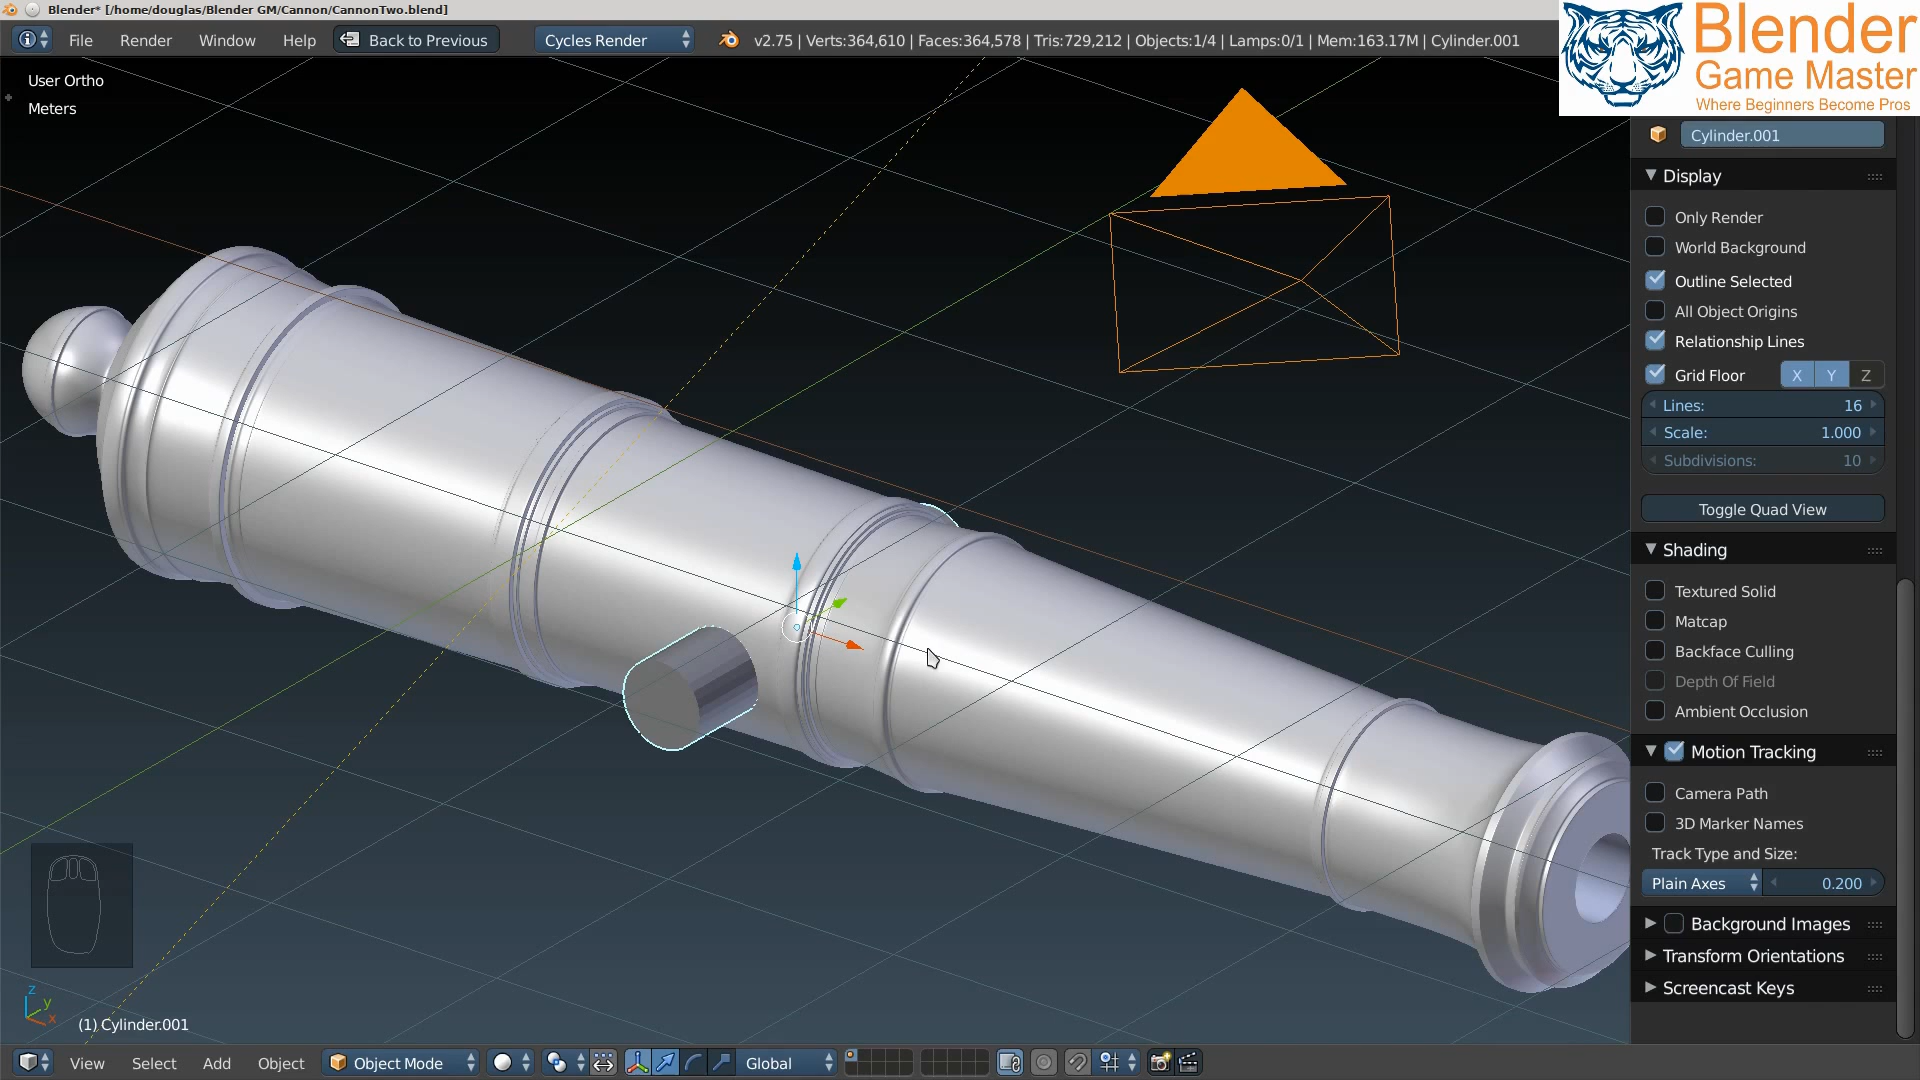 Blender* [/home/douglas/Blender GM/Cannon/CannonTwo.blend]
File Render Window Help Back to Previous Cycles Render v2.75 | Verts:364,610 | Faces:364,578 | Tris:729,212 | Objects:1/4 | Lamps:0/1 | Mem:163.17M | Cylinder.001
Blender
Game Master
Where Beginners Become Pros
User Ortho
Meters
Cylinder.001
Display
Only Render
World Background
Outline Selected
All Object Origins
Relationship Lines
Grid Floor X Y Z
Lines: 16
Scale: 1.000
Subdivisions: 10
Toggle Quad View
Shading
Textured Solid
Matcap
Backface Culling
Depth Of Field
Ambient Occlusion
Motion Tracking
Camera Path
3D Marker Names
Track Type and Size:
Plain Axes 0.200
Background Images
Transform Orientations
Screencast Keys
z
y
x
(1) Cylinder.001
View Select Add Object Object Mode Global